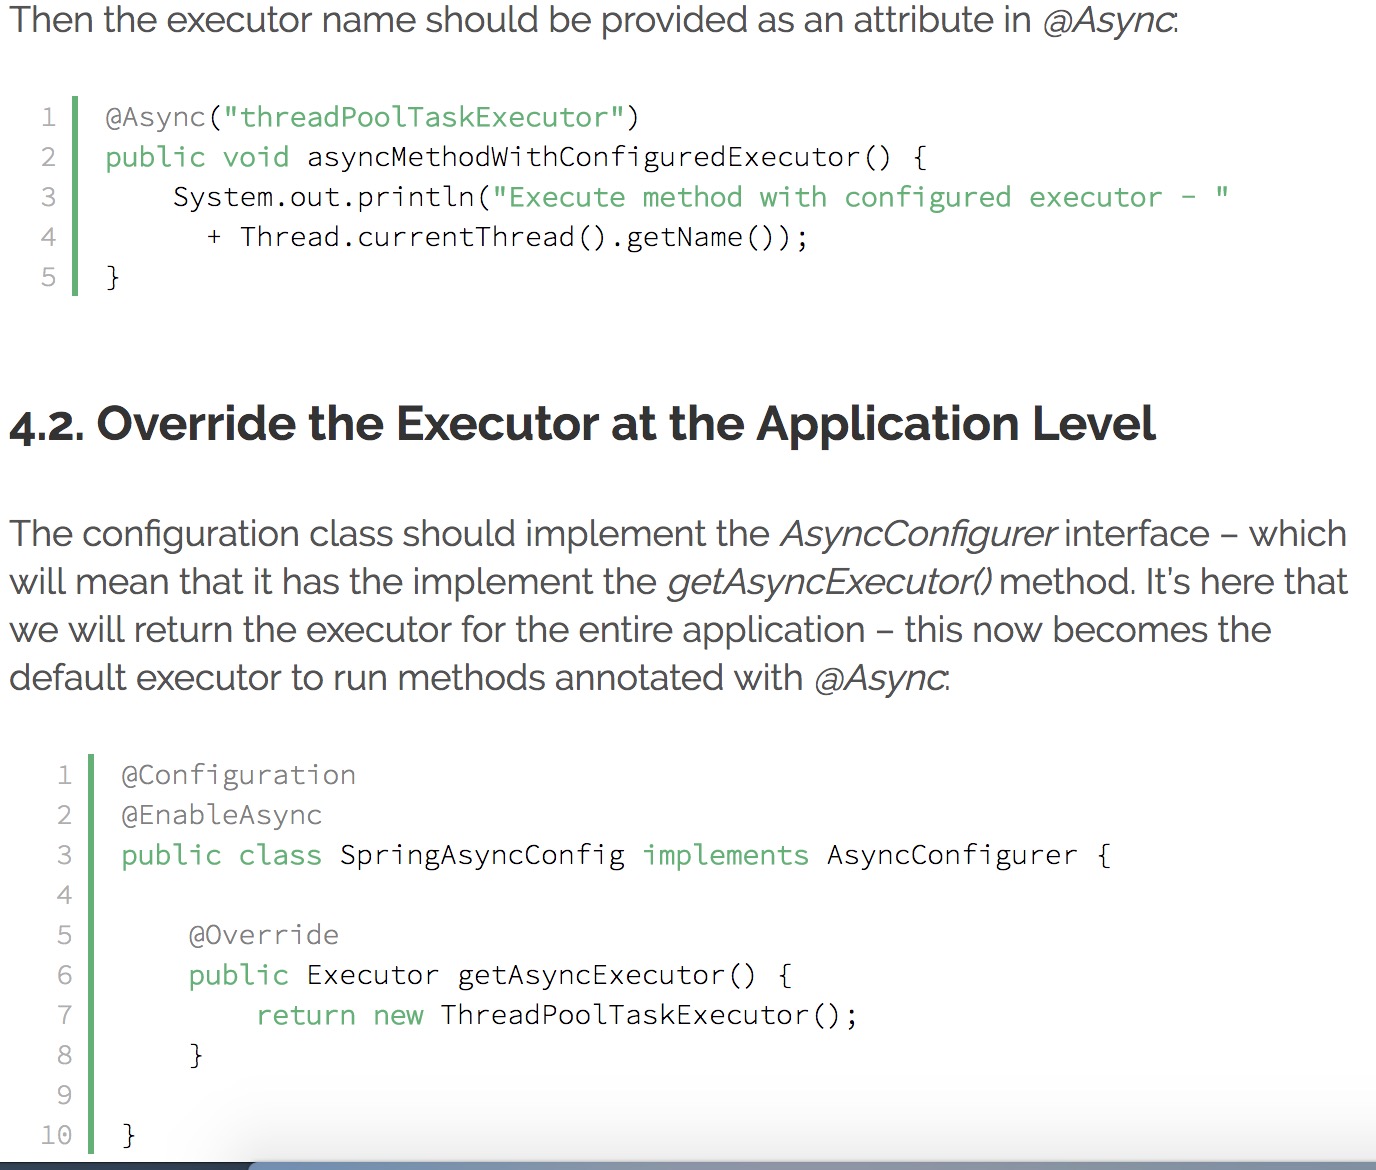 Then the executor name should be provided as an attribute in @Async:
1 @Async("threadPoolTaskExecutor")
2 public void asyncMethodWithConfiguredExecutor() {
3     System.out.println("Execute method with configured executor - "
4       + Thread.currentThread().getName());
5 }
4.2. Override the Executor at the Application Level
The configuration class should implement the AsyncConfigurer interface – which
will mean that it has the implement the getAsyncExecutor() method. It's here that
we will return the executor for the entire application – this now becomes the
default executor to run methods annotated with @Async:
1 @Configuration
2 @EnableAsync
3 public class SpringAsyncConfig implements AsyncConfigurer {
4
5     @Override
6     public Executor getAsyncExecutor() {
7         return new ThreadPoolTaskExecutor();
8     }
9
10 }